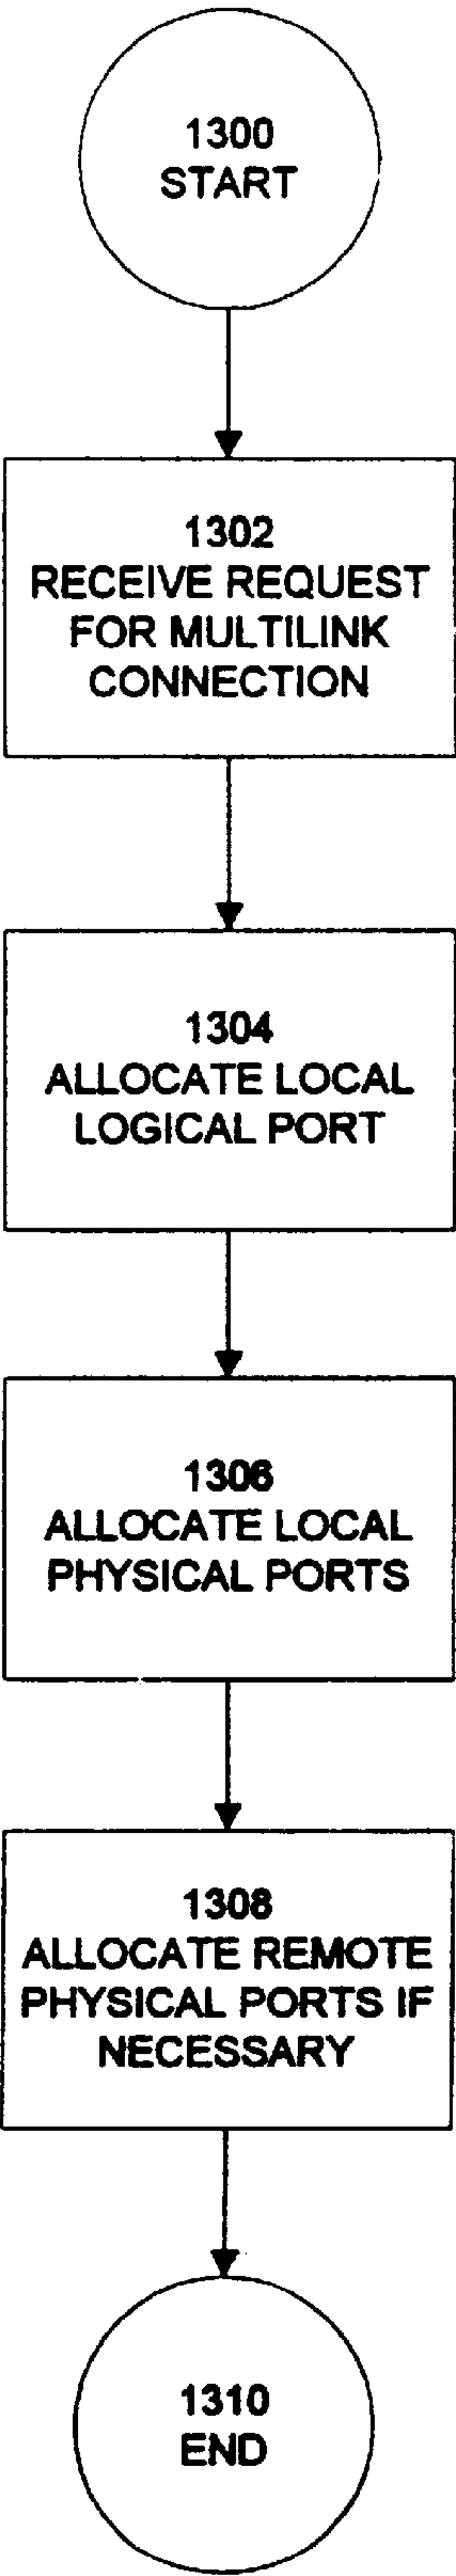 1300
START
1302
RECEIVE REQUEST
FOR MULTILINK
CONNECTION
1304
ALLOCATE LOCAL
LOGICAL PORT
1306
ALLOCATE LOCAL
PHYSICAL PORTS
1308
ALLOCATE REMOTE
PHYSICAL PORTS IF
NECESSARY
1310
END